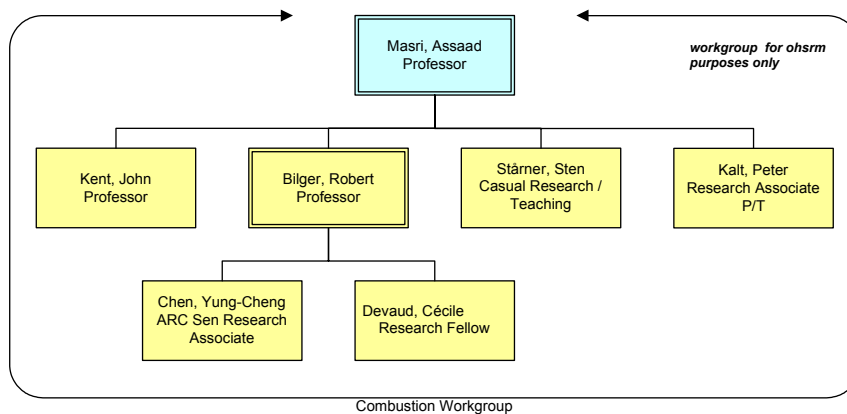 Masri, Assaad
Professor
workgroup for ohsrm
purposes only
Kent, John
Professor
Bilger, Robert
Professor
Stårner, Sten
Casual Research /
Teaching
Kalt, Peter
Research Associate
P/T
Chen, Yung-Cheng
ARC Sen Research
Associate
Devaud, Cécile
Research Fellow
Combustion Workgroup